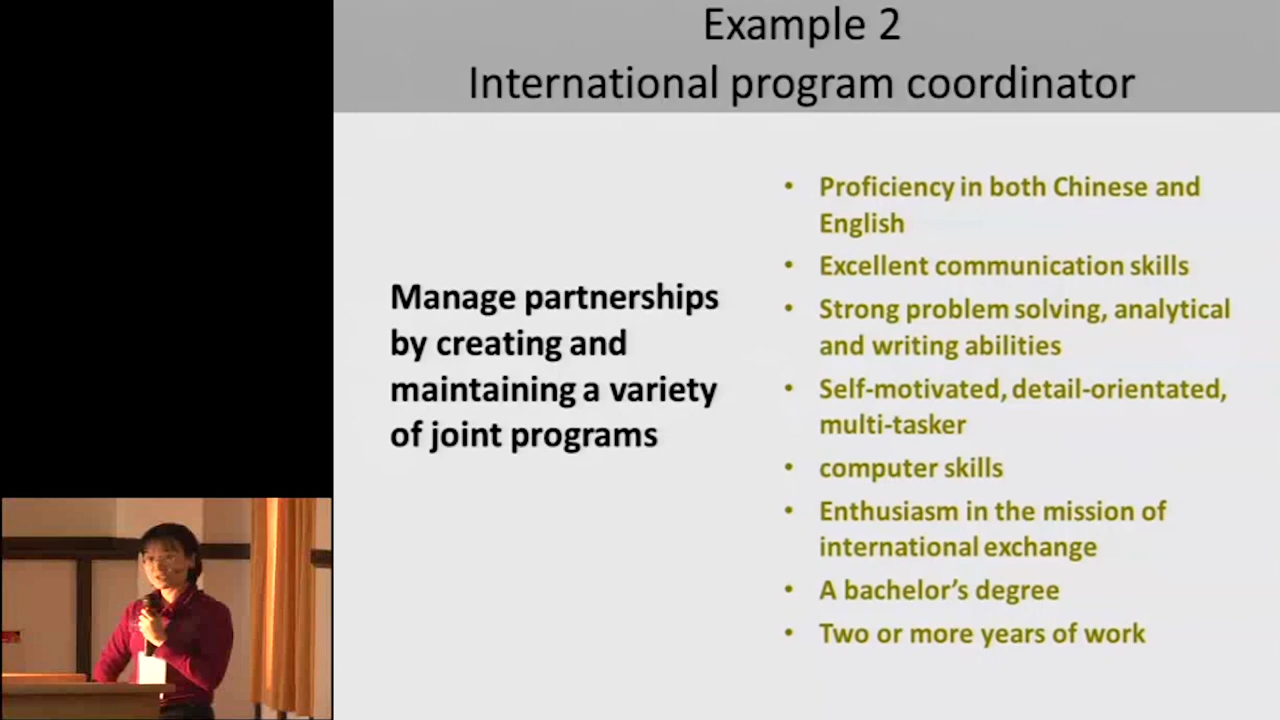 Example 2
International program coordinator
Manage partnerships
by creating and
maintaining a variety
of joint programs
• Proficiency in both Chinese and
English
• Excellent communication skills
• Strong problem solving, analytical
and writing abilities
• Self-motivated, detail-orientated,
multi-tasker
• computer skills
• Enthusiasm in the mission of
international exchange
• A bachelor's degree
• Two or more years of work